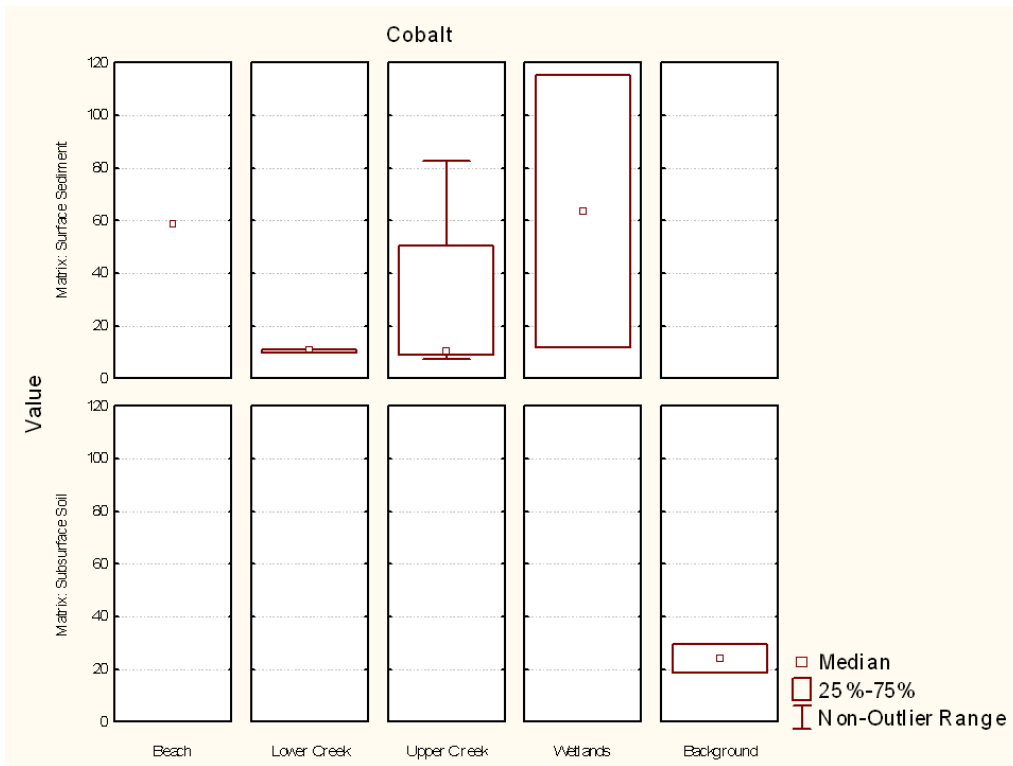 Cobalt
Matrix: Surface Sediment
120
100
80
60
40
20
0
Value
Matrix: Subsurface Soil
120
100
80
60
40
20
0
Beach Lower Creek Upper Creek Wetlands Background
Median
25%-75%
Non-Outlier Range